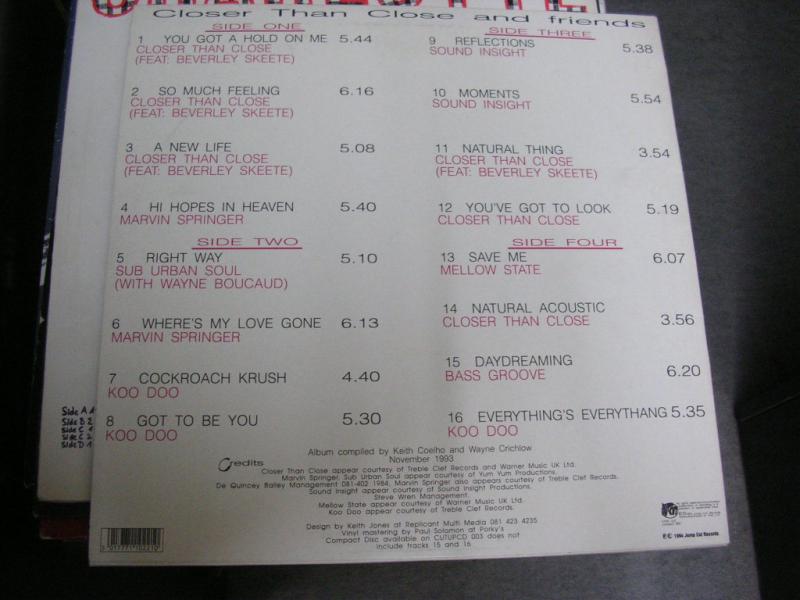 Closer Than Close and friends
SIDE ONE
1 YOU GOT A HOLD ON ME 5.44
CLOSER THAN CLOSE
(FEAT: BEVERLEY SKEETE)
2 SO MUCH FEELING 6.16
CLOSER THAN CLOSE
(FEAT: BEVERLEY SKEETE)
3 A NEW LIFE 5.08
CLOSER THAN CLOSE
(FEAT: BEVERLEY SKEETE)
4 HI HOPES IN HEAVEN 5.40
MARVIN SPRINGER
SIDE TWO
5 RIGHT WAY 5.10
SUB URBAN SOUL
(WITH WAYNE BOUCAUD)
6 WHERE'S MY LOVE GONE 6.13
MARVIN SPRINGER
7 COCKROACH KRUSH 4.40
KOO DOO
8 GOT TO BE YOU 5.30
KOO DOO
SIDE THREE
9 REFLECTIONS 5.38
SOUND INSIGHT
10 MOMENTS 5.54
SOUND INSIGHT
11 NATURAL THING 3.54
CLOSER THAN CLOSE
(FEAT: BEVERLEY SKEETE)
12 YOU'VE GOT TO LOOK 5.19
CLOSER THAN CLOSE
SIDE FOUR
13 SAVE ME 6.07
MELLOW STATE
14 NATURAL ACOUSTIC 3.56
CLOSER THAN CLOSE
15 DAYDREAMING 6.20
BASS GROOVE
16 EVERYTHING'S EVERYTHANG 5.35
KOO DOO
Album compiled by Keith Coelho and Wayne Crichlow
November 1993
Credits
Closer Than Close appear courtesy of Treble Clef Records and Warner Music UK Ltd.
Marvin Springer, Sub Urban Soul appear courtesy of Yum Yum Productions.
De Quincey Bailey Management 081-402 1984, Marvin Springer also appears courtesy of Treble Clef Records.
Sound Insight appear courtesy of Sound Insight Productions.
Steve Wren Management.
Mellow State appear courtesy of Warner Music UK Ltd.
Koo Doo appear courtesy of Treble Clef Records.
Design by Keith Jones at Replicant Multi Media 081 423 4235
Vinyl mastering by Paul Solomon at Porky's
Compact Disc available on CUTUPCD 003 does not
include tracks 15 and 16
℗© 1994 Jump Cut Records
Side A
Side B 2
Side C
Side C 2
Side D 1